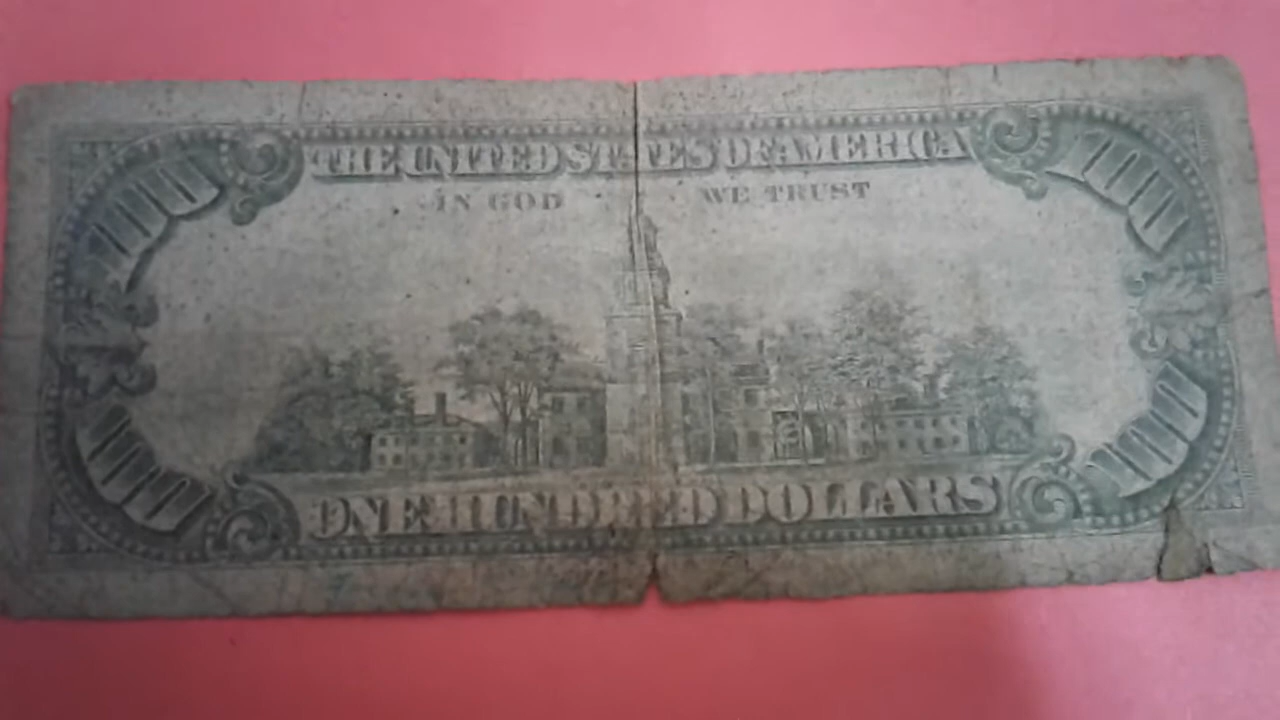 100 THE UNITED STATES OF AMERICA 100
IN GOD WE TRUST
100 ONE HUNDRED DOLLARS 100